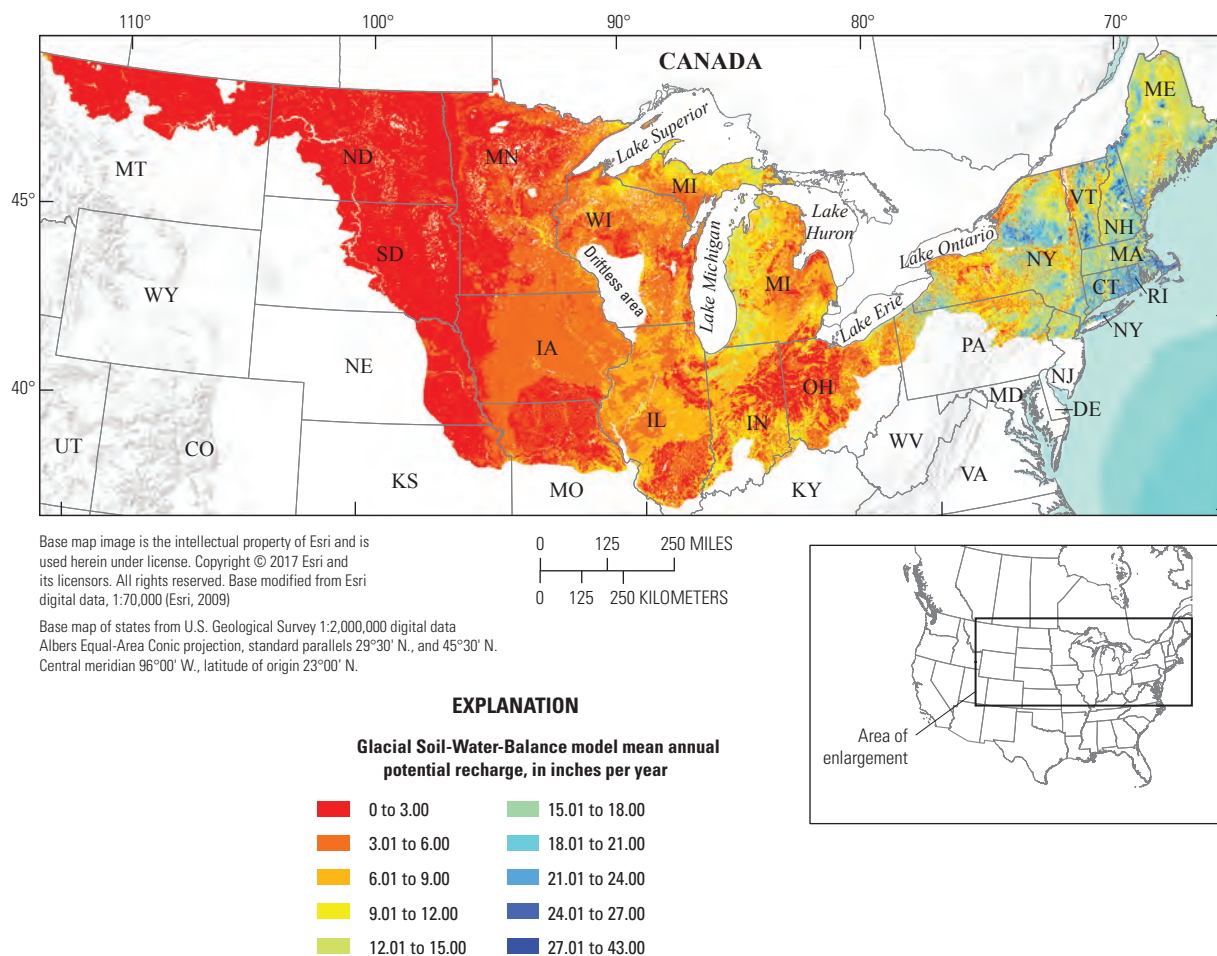 110°
100°
90°
80°
70°
CANADA
ME
Lake Superior
MT
ND
MN
MI
VT
45°
WI
Lake Huron
NH
Lake Michigan
Lake Ontario
SD
NY
MA
Driftless area
WY
MI
CT
RI
Lake Erie
NY
IA
PA
NE
40°
OH
NJ
MD
IL
IN
DE
UT
CO
WV
KS
MO
KY
VA
Base map image is the intellectual property of Esri and is
used herein under license. Copyright © 2017 Esri and
its licensors. All rights reserved. Base modified from Esri
digital data, 1:70,000 (Esri, 2009)
Base map of states from U.S. Geological Survey 1:2,000,000 digital data
Albers Equal-Area Conic projection, standard parallels 29°30' N., and 45°30' N.
Central meridian 96°00' W., latitude of origin 23°00' N.
0 125 250 MILES
0 125 250 KILOMETERS
Area of
enlargement
EXPLANATION
Glacial Soil-Water-Balance model mean annual
potential recharge, in inches per year
0 to 3.00
3.01 to 6.00
6.01 to 9.00
9.01 to 12.00
12.01 to 15.00
15.01 to 18.00
18.01 to 21.00
21.01 to 24.00
24.01 to 27.00
27.01 to 43.00